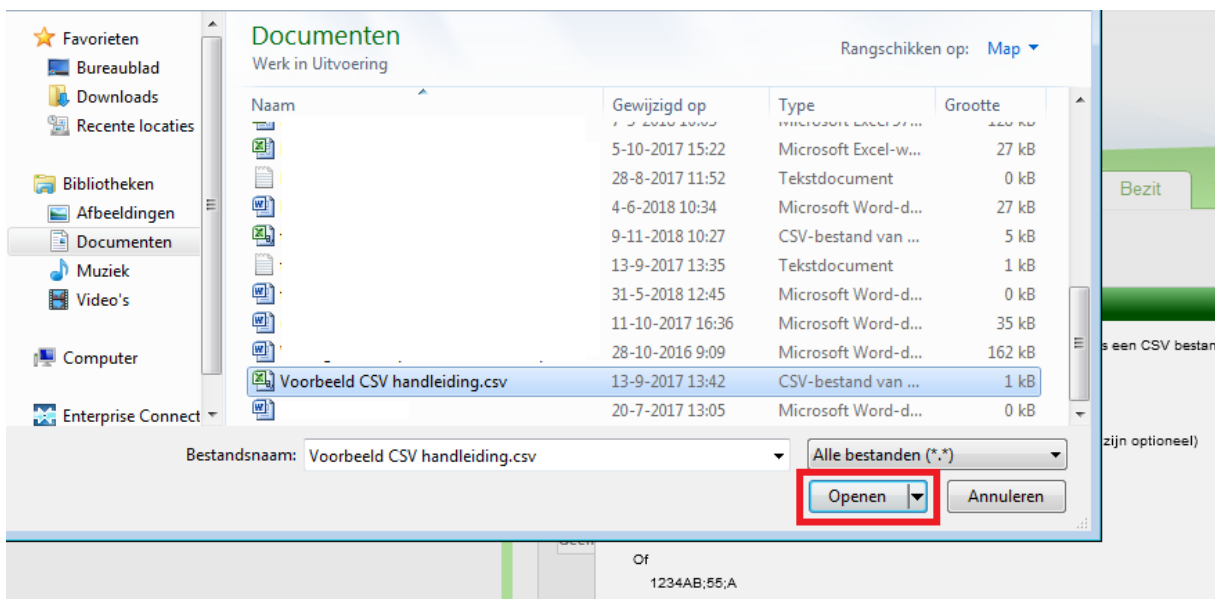 Favorieten
Bureaublad
Downloads
Recente locaties
Bibliotheken
Afbeeldingen
Documenten
Muziek
Video's
Computer
Enterprise Connect
Documenten
Werk in Uitvoering
Rangschikken op: Map
Naam Gewijzigd op Type Grootte
5-10-2017 15:22 Microsoft Excel-w... 27 kB
28-8-2017 11:52 Tekstdocument 0 kB
4-6-2018 10:34 Microsoft Word-d... 27 kB
9-11-2018 10:27 CSV-bestand van ... 5 kB
13-9-2017 13:35 Tekstdocument 1 kB
31-5-2018 12:45 Microsoft Word-d... 0 kB
11-10-2017 16:36 Microsoft Word-d... 35 kB
28-10-2016 9:09 Microsoft Word-d... 162 kB
Voorbeeld CSV handleiding.csv 13-9-2017 13:42 CSV-bestand van ... 1 kB
20-7-2017 13:05 Microsoft Word-d... 0 kB
Bestandsnaam: Voorbeeld CSV handleiding.csv Alle bestanden (*.*)
Openen Annuleren
Bezit
s een CSV bestan
zijn optioneel)
Of
1234AB;55;A